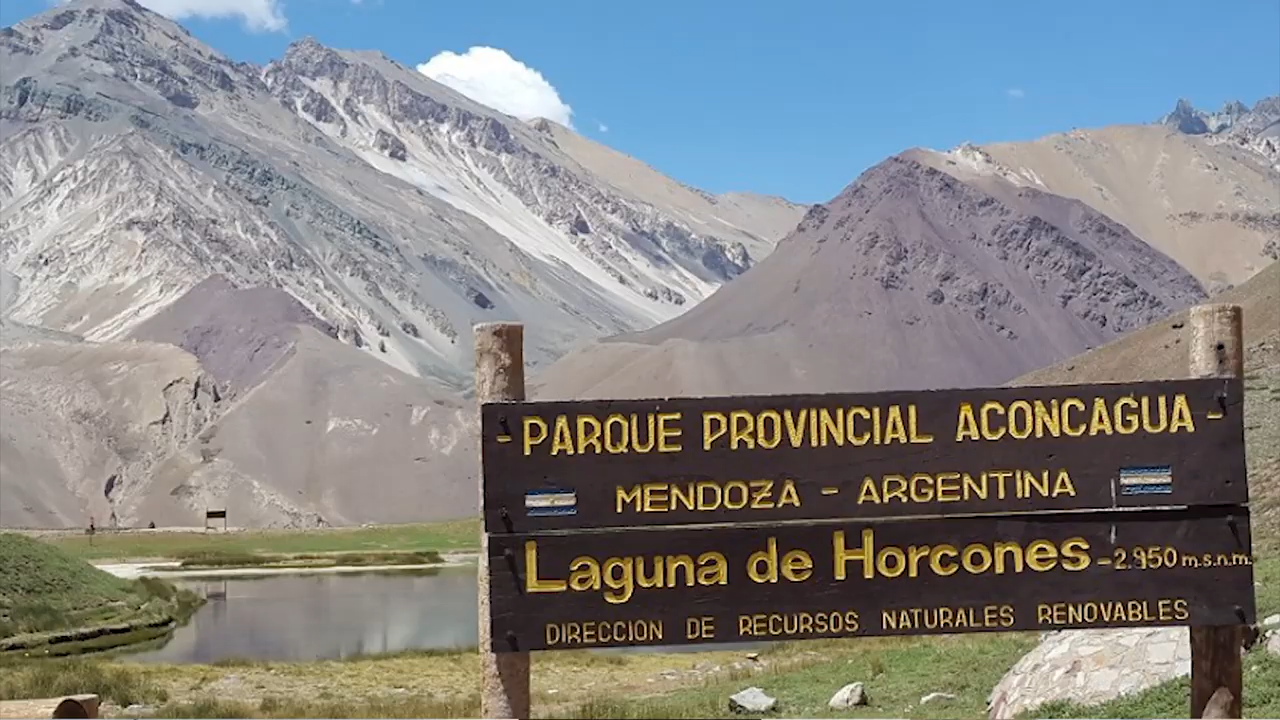 - PARQUE PROVINCIAL ACONCAGUA -
MENDOZA - ARGENTINA
Laguna de Horcones - 2.950 m.s.n.m.
DIRECCION DE RECURSOS NATURALES RENOVABLES